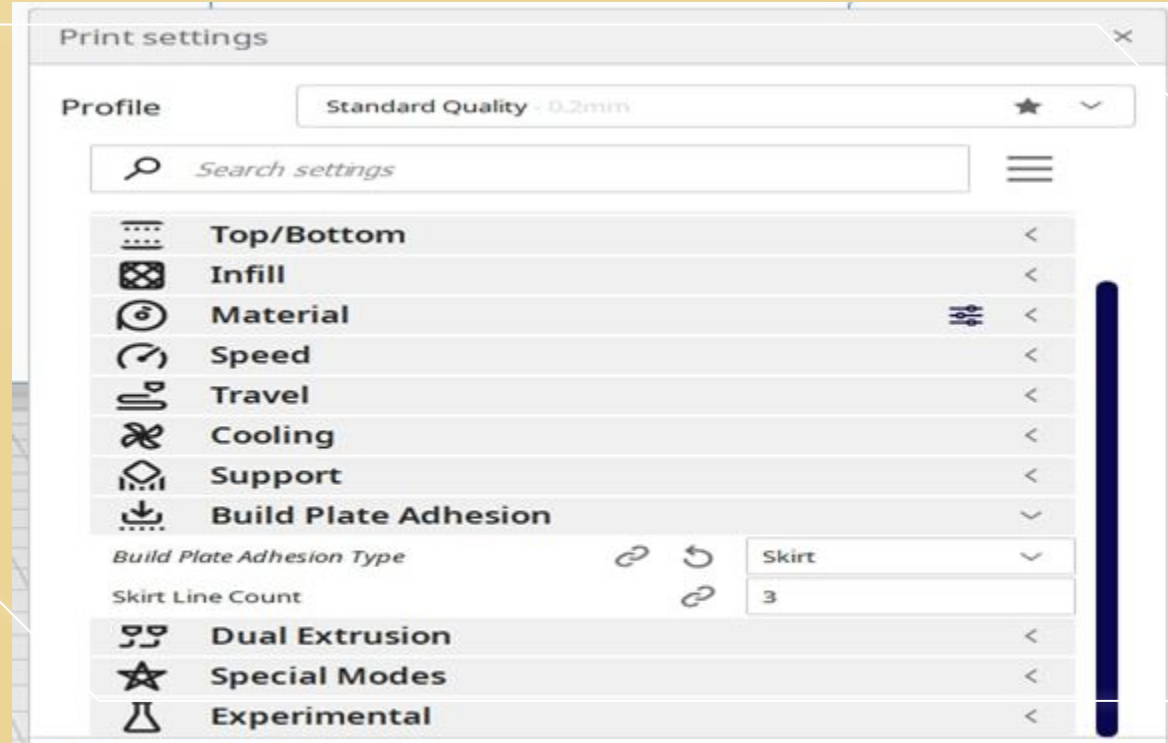 Print settings
Profile
Standard Quality - 0.2mm
Search settings
Top/Bottom
Infill
Material
Speed
Travel
Cooling
Support
Build Plate Adhesion
Build Plate Adhesion Type Skirt
Skirt Line Count 3
Dual Extrusion
Special Modes
Experimental